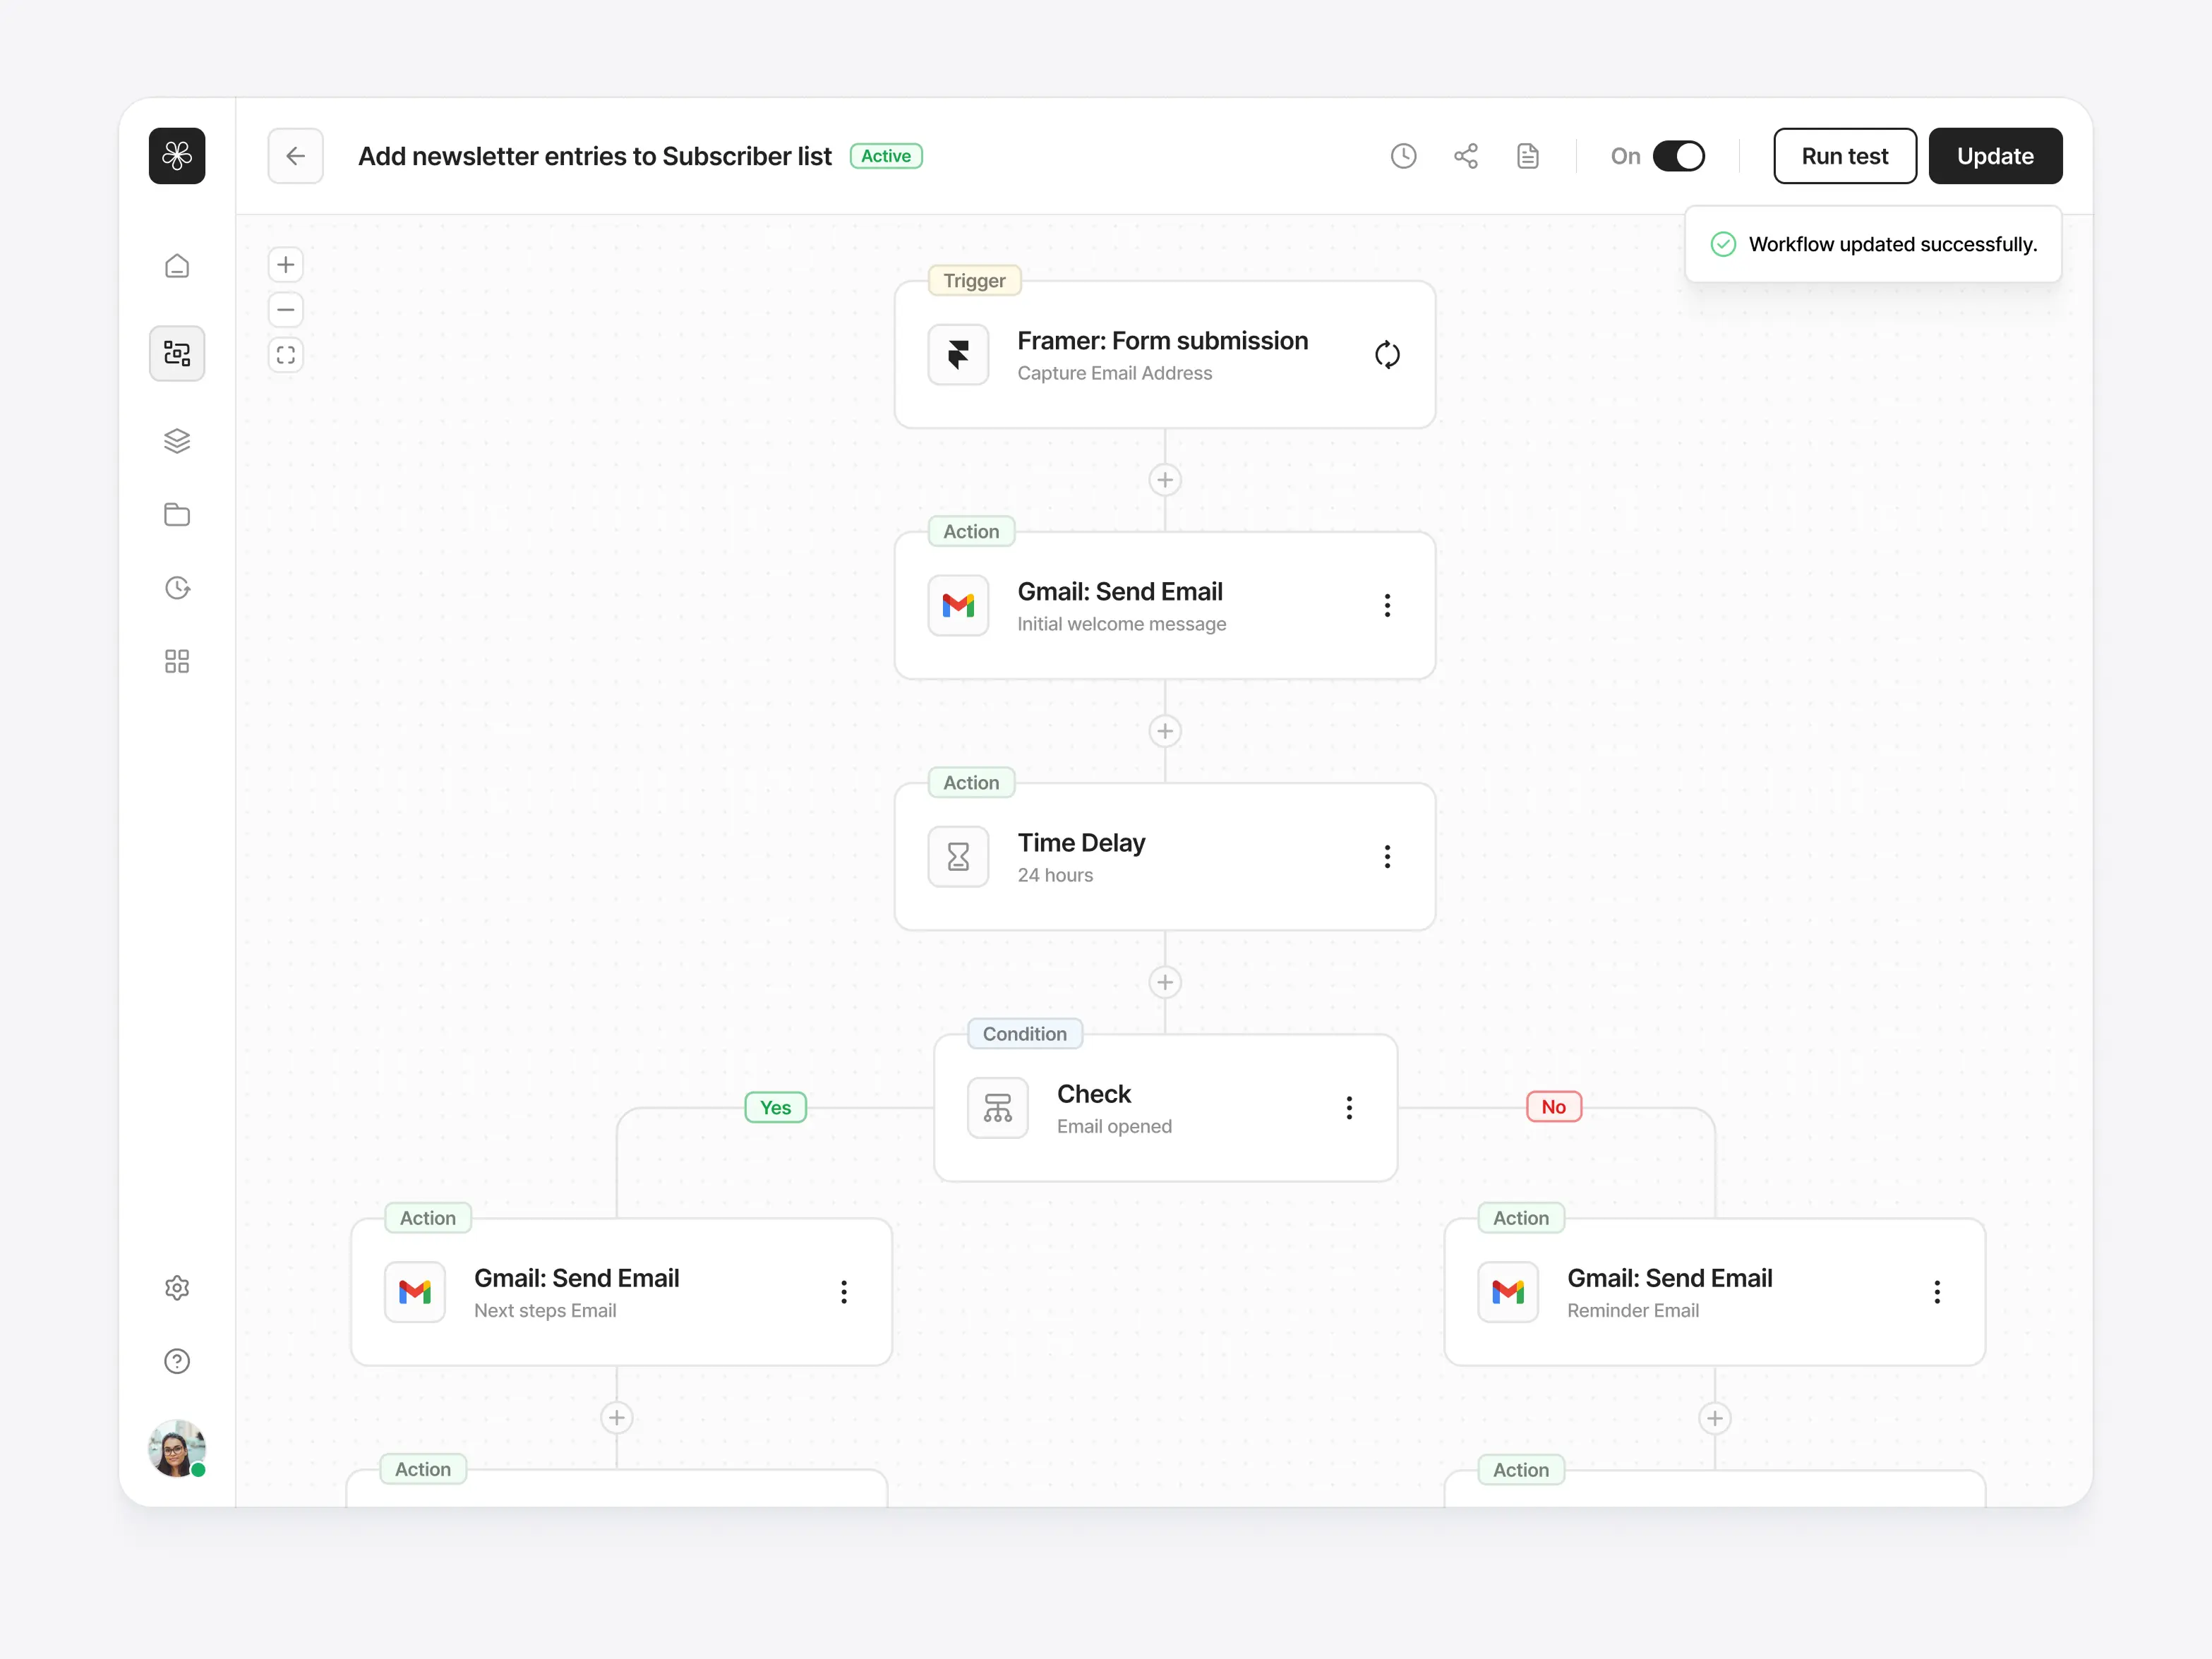 Add newsletter entries to Subscriber list
Active
On
Run test
Update
Workflow updated successfully.
Trigger
Framer: Form submission
Capture Email Address
Action
Gmail: Send Email
Initial welcome message
Action
Time Delay
24 hours
Condition
Check
Email opened
Yes
No
Action
Gmail: Send Email
Next steps Email
Action
Gmail: Send Email
Reminder Email
Action
Action